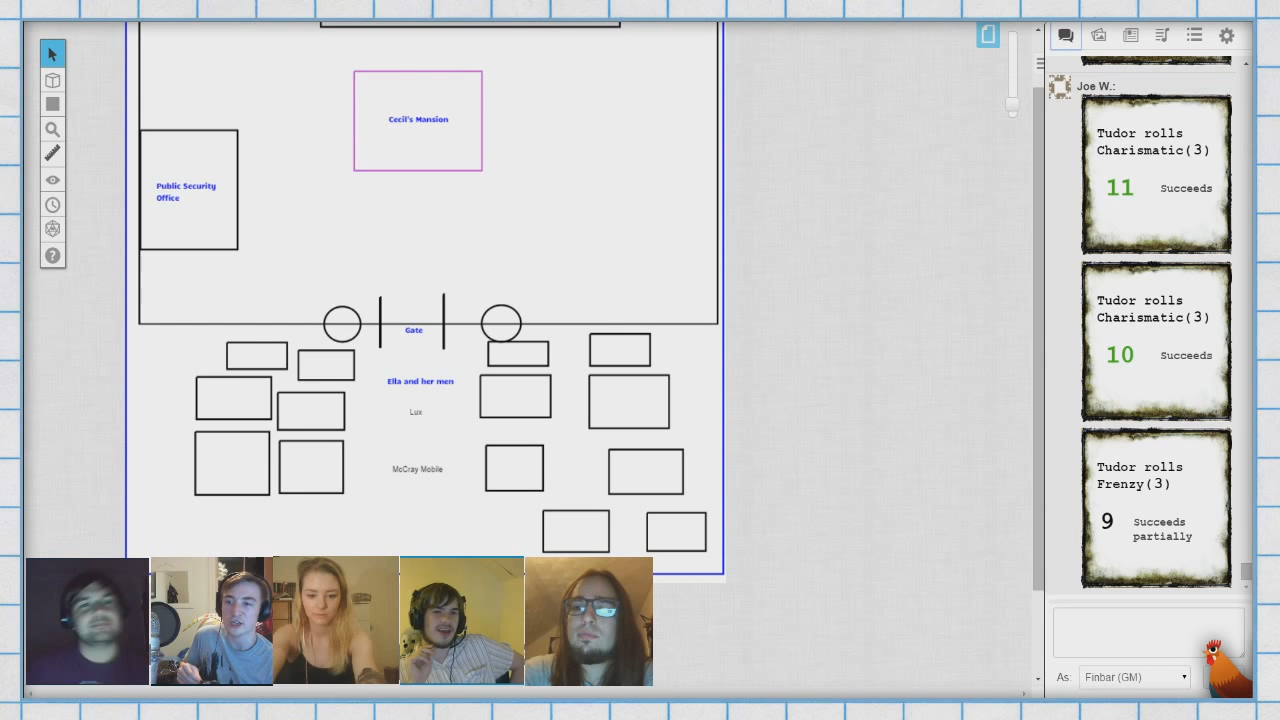 Cecil's Mansion
Public Security
Office
Gate
Ella and her men
Lux
McCray Mobile
Joe W.:
Tudor rolls
Charismatic(3)
11 Succeeds
Tudor rolls
Charismatic(3)
10 Succeeds
Tudor rolls
Frenzy(3)
9 Succeeds
partially
As: Finbar (GM)